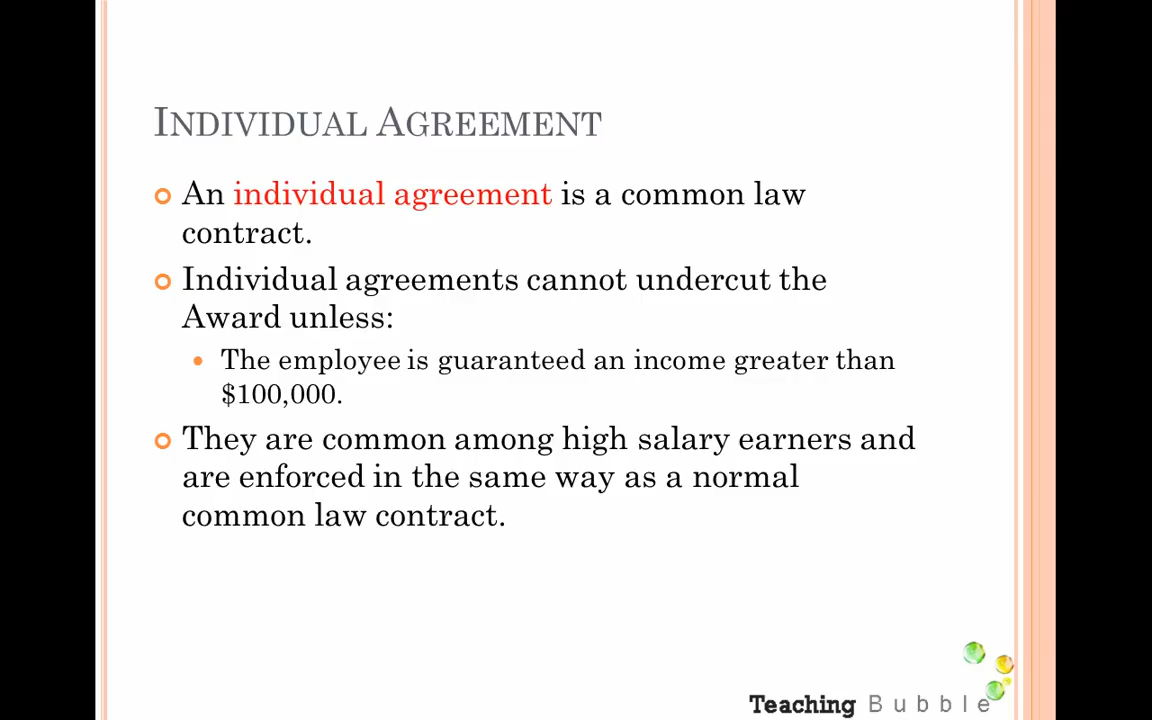 INDIVIDUAL AGREEMENT
An individual agreement is a common law
contract.
Individual agreements cannot undercut the
Award unless:
The employee is guaranteed an income greater than
$100,000.
They are common among high salary earners and
are enforced in the same way as a normal
common law contract.
Teaching Bubble